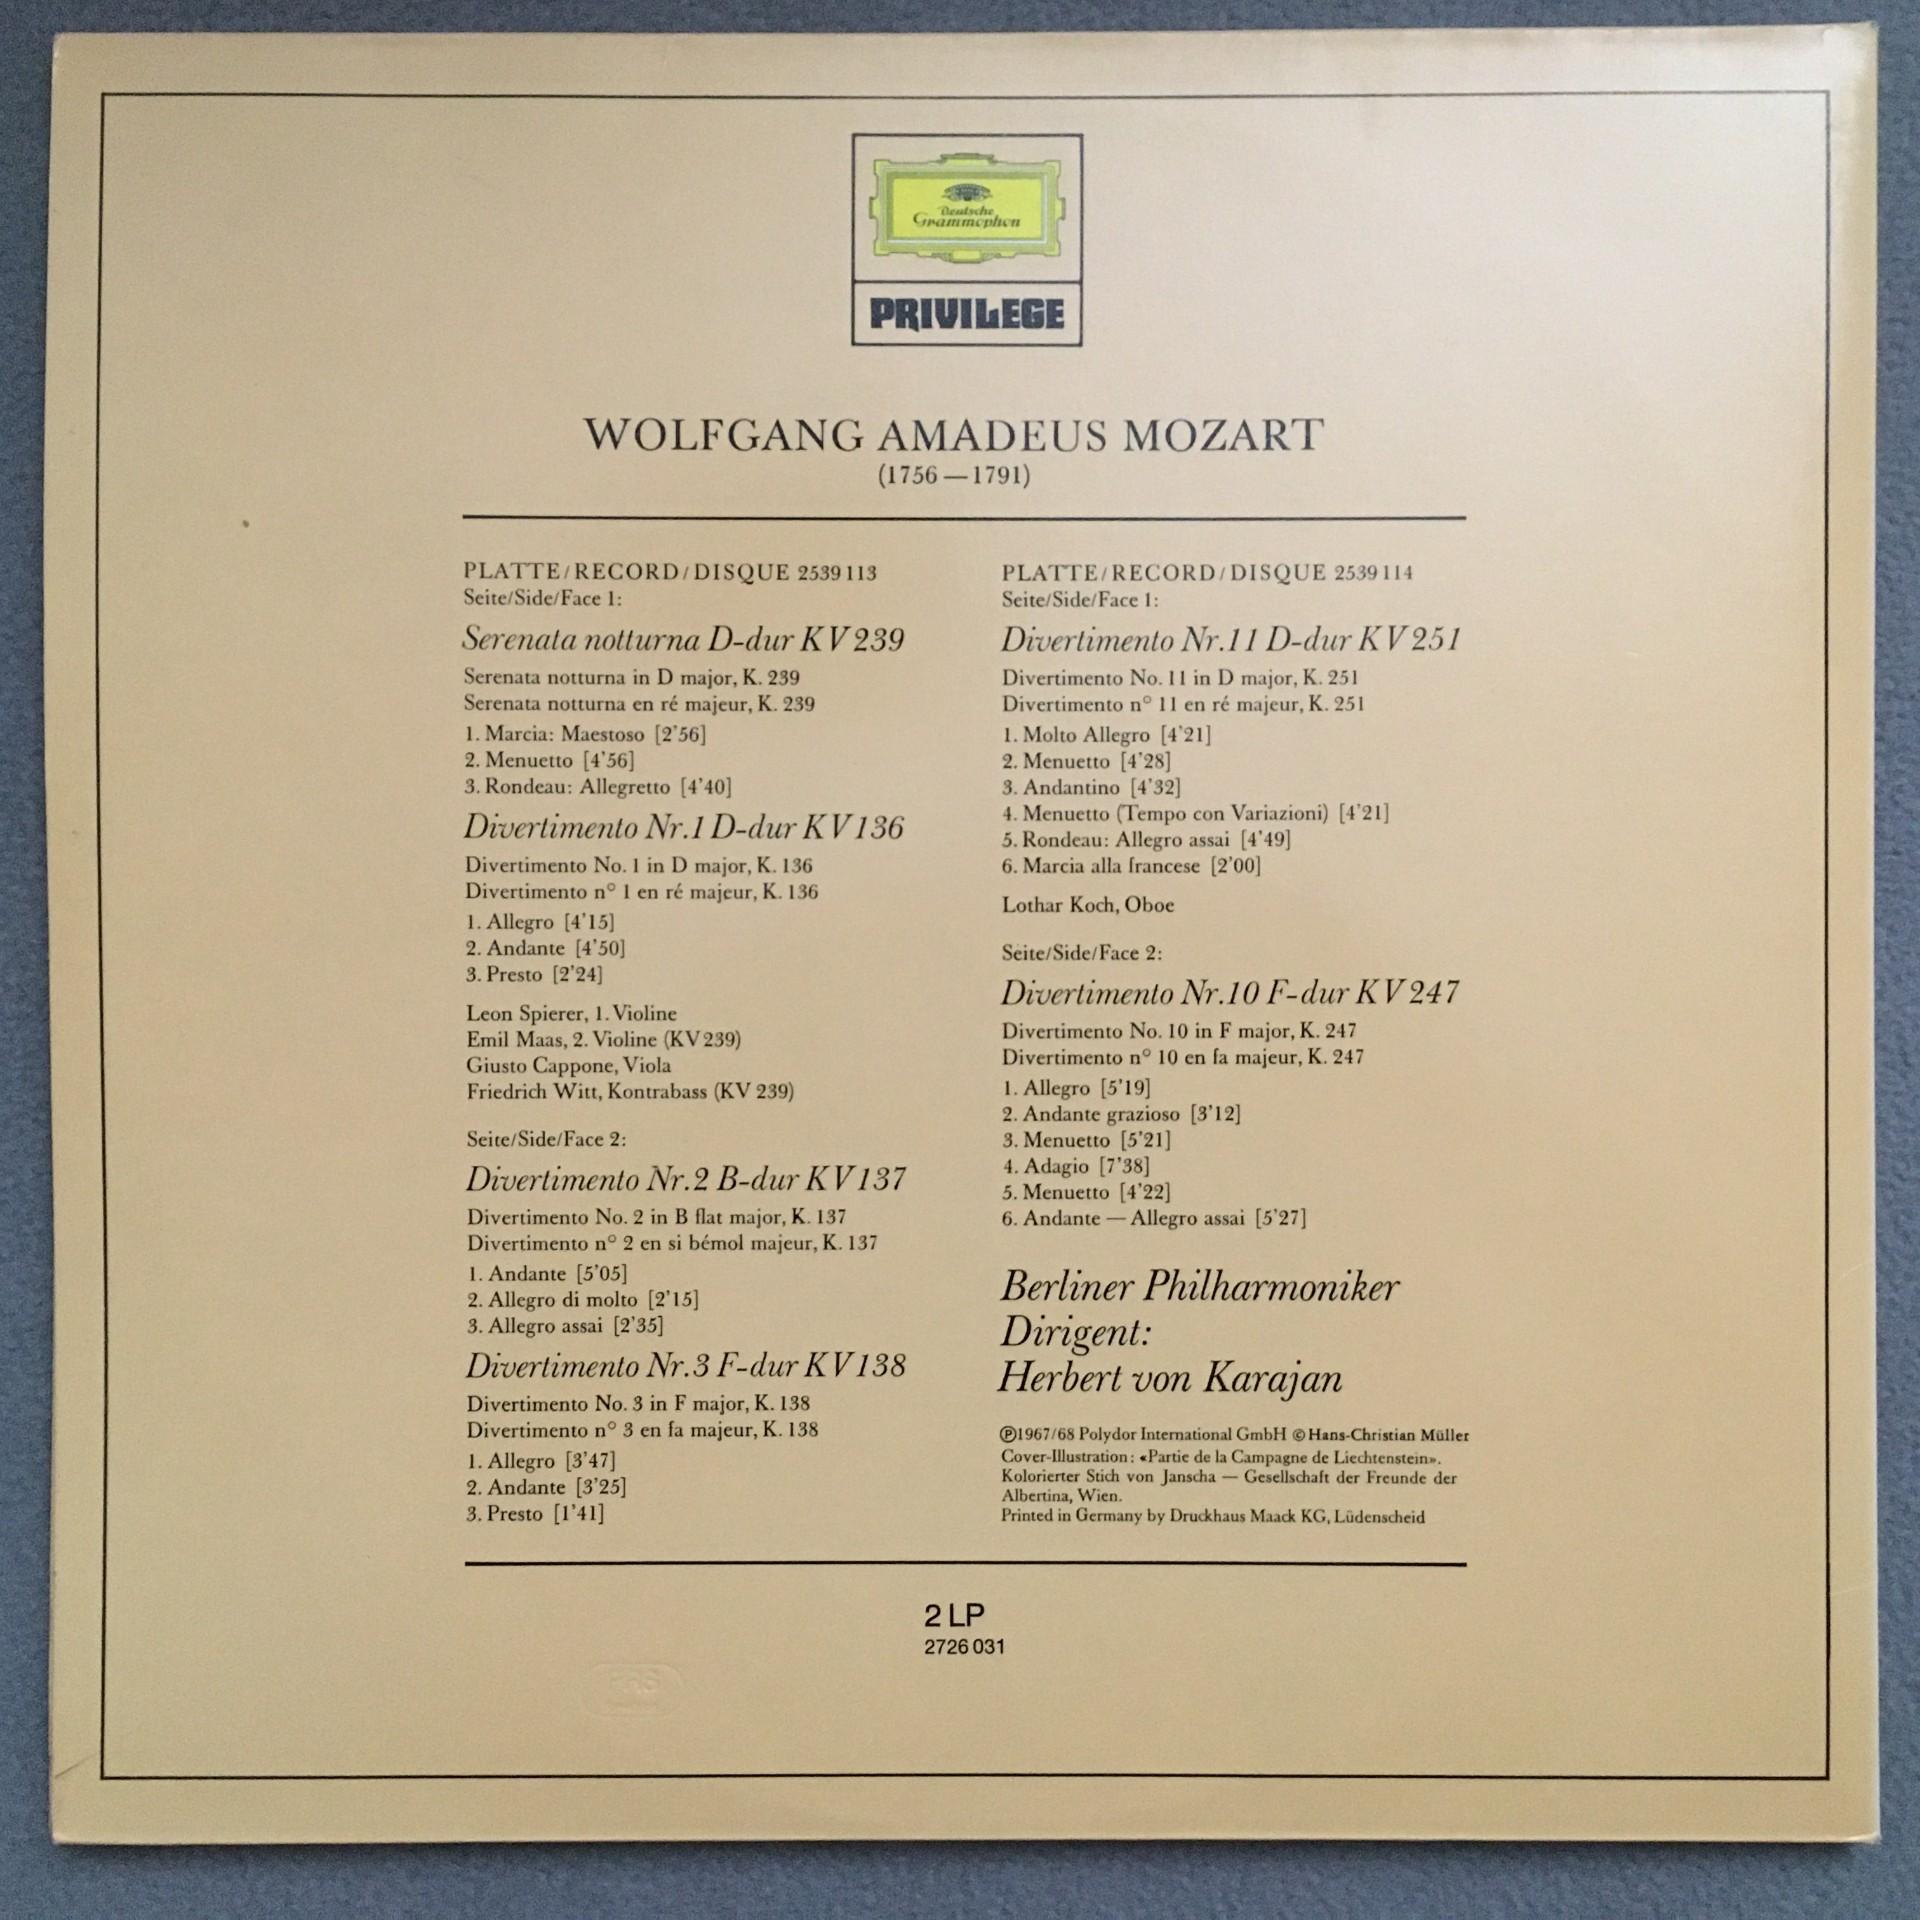 Deutsche
Grammophon
PRIVILEGE
WOLFGANG AMADEUS MOZART
(1756 — 1791)
PLATTE/RECORD/DISQUE 2539 113
Seite/Side/Face 1:
Serenata notturna D-dur KV 239
Serenata notturna in D major, K. 239
Serenata notturna en ré majeur, K. 239
1. Marcia: Maestoso [2'56]
2. Menuetto [4'56]
3. Rondeau: Allegretto [4'40]
Divertimento Nr. 1 D-dur KV 136
Divertimento No. 1 in D major, K. 136
Divertimento n° 1 en ré majeur, K. 136
1. Allegro [4'15]
2. Andante [4'50]
3. Presto [2'24]
Leon Spierer, 1. Violine
Emil Maas, 2. Violine (KV 239)
Giusto Cappone, Viola
Friedrich Witt, Kontrabass (KV 239)
Seite/Side/Face 2:
Divertimento Nr. 2 B-dur KV 137
Divertimento No. 2 in B flat major, K. 137
Divertimento n° 2 en si bémol majeur, K. 137
1. Andante [5'05]
2. Allegro di molto [2'15]
3. Allegro assai [2'35]
Divertimento Nr. 3 F-dur KV 138
Divertimento No. 3 in F major, K. 138
Divertimento n° 3 en fa majeur, K. 138
1. Allegro [3'47]
2. Andante [3'25]
3. Presto [1'41]
PLATTE/RECORD/DISQUE 2539 114
Seite/Side/Face 1:
Divertimento Nr. 11 D-dur KV 251
Divertimento No. 11 in D major, K. 251
Divertimento n° 11 en ré majeur, K. 251
1. Molto Allegro [4'21]
2. Menuetto [4'28]
3. Andantino [4'32]
4. Menuetto (Tempo con Variazioni) [4'21]
5. Rondeau: Allegro assai [4'49]
6. Marcia alla francese [2'00]
Lothar Koch, Oboe
Seite/Side/Face 2:
Divertimento Nr. 10 F-dur KV 247
Divertimento No. 10 in F major, K. 247
Divertimento n° 10 en fa majeur, K. 247
1. Allegro [5'19]
2. Andante grazioso [3'12]
3. Menuetto [5'21]
4. Adagio [7'38]
5. Menuetto [4'22]
6. Andante — Allegro assai [5'27]
Berliner Philharmoniker
Dirigent:
Herbert von Karajan
℗1967/68 Polydor International GmbH © Hans-Christian Müller
Cover-Illustration: «Partie de la Campagne de Liechtenstein».
Kolorierter Stich von Janscha — Gesellschaft der Freunde der
Albertina, Wien.
Printed in Germany by Druckhaus Maack KG, Lüdenscheid
2 LP
2726 031